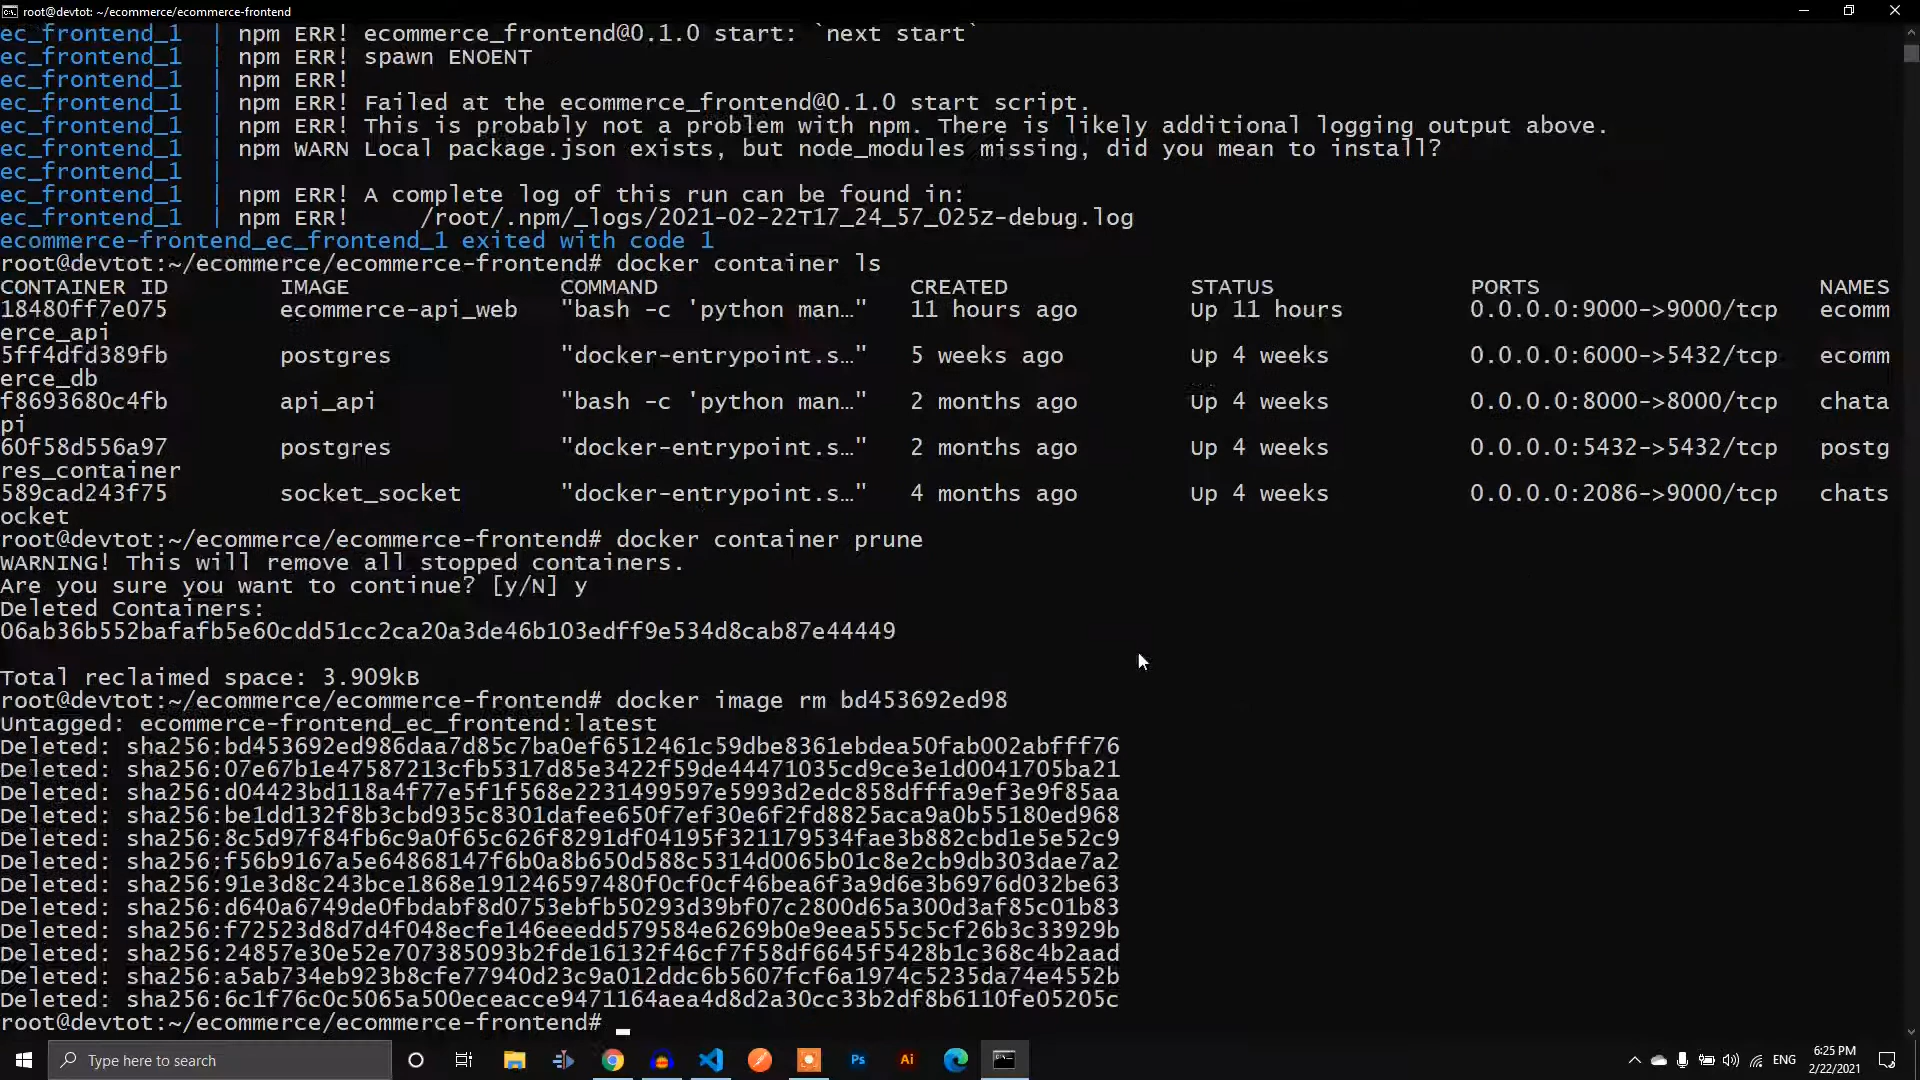 root@devtot: ~/ecommerce/ecommerce-frontend
ec_frontend_1  | npm ERR! ecommerce_frontend@0.1.0 start: `next start`
ec_frontend_1  | npm ERR! spawn ENOENT
ec_frontend_1  | npm ERR!
ec_frontend_1  | npm ERR! Failed at the ecommerce_frontend@0.1.0 start script.
ec_frontend_1  | npm ERR! This is probably not a problem with npm. There is likely additional logging output above.
ec_frontend_1  | npm WARN Local package.json exists, but node_modules missing, did you mean to install?
ec_frontend_1  |
ec_frontend_1  | npm ERR! A complete log of this run can be found in:
ec_frontend_1  | npm ERR!     /root/.npm/_logs/2021-02-22T17_24_57_025Z-debug.log
ecommerce-frontend_ec_frontend_1 exited with code 1
root@devtot:~/ecommerce/ecommerce-frontend# docker container ls
CONTAINER ID        IMAGE               COMMAND                  CREATED             STATUS              PORTS                    NAMES
18480ff7e075        ecommerce-api_web   "bash -c 'python man…"   11 hours ago        Up 11 hours         0.0.0.0:9000->9000/tcp   ecomm
erce_api
5ff4dfd389fb        postgres            "docker-entrypoint.s…"   5 weeks ago         Up 4 weeks          0.0.0.0:6000->5432/tcp   ecomm
erce_db
f8693680c4fb        api_api             "bash -c 'python man…"   2 months ago        Up 4 weeks          0.0.0.0:8000->8000/tcp   chata
pi
60f58d556a97        postgres            "docker-entrypoint.s…"   2 months ago        Up 4 weeks          0.0.0.0:5432->5432/tcp   postg
res_container
589cad243f75        socket_socket       "docker-entrypoint.s…"   4 months ago        Up 4 weeks          0.0.0.0:2086->9000/tcp   chats
ocket
root@devtot:~/ecommerce/ecommerce-frontend# docker container prune
WARNING! This will remove all stopped containers.
Are you sure you want to continue? [y/N] y
Deleted Containers:
06ab36b552bafafb5e60cdd51cc2ca20a3de46b103edff9e534d8cab87e44449
Total reclaimed space: 3.909kB
root@devtot:~/ecommerce/ecommerce-frontend# docker image rm bd453692ed98
Untagged: ecommerce-frontend_ec_frontend:latest
Deleted: sha256:bd453692ed986daa7d85c7ba0ef6512461c59dbe8361ebdea50fab002abfff76
Deleted: sha256:07e67b1e47587213cfb5317d85e3422f59de44471035cd9ce3e1d0041705ba21
Deleted: sha256:d04423bd118a4f77e5f1f568e2231499597e5993d2edc858dfffa9ef3e9f85aa
Deleted: sha256:be1dd132f8b3cbd935c8301dafee650f7ef30e6f2fd8825aca9a0b55180ed968
Deleted: sha256:8c5d97f84fb6c9a0f65c626f8291df04195f321179534fae3b882cbd1e5e52c9
Deleted: sha256:f56b9167a5e64868147f6b0a8b650d588c5314d0065b01c8e2cb9db303dae7a2
Deleted: sha256:91e3d8c243bce1868e191246597480f0cf0cf46bea6f3a9d6e3b6976d032be63
Deleted: sha256:d640a6749de0fbdabf8d0753ebfb50293d39bf07c2800d65a300d3af85c01b83
Deleted: sha256:f72523d8d7d4f048ecfe146eeedd579584e6269b0e9eea555c5cf26b3c33929b
Deleted: sha256:24857e30e52e707385093b2fde16132f46cf7f58df6645f5428b1c368c4b2aad
Deleted: sha256:a5ab734eb923b8cfe77940d23c9a012ddc6b5607fcf6a1974c5235da74e4552b
Deleted: sha256:6c1f76c0c5065a500eceacce9471164aea4d8d2a30cc33b2df8b6110fe05205c
root@devtot:~/ecommerce/ecommerce-frontend#
Type here to search
Ps
Ai
ENG
6:25 PM
2/22/2021